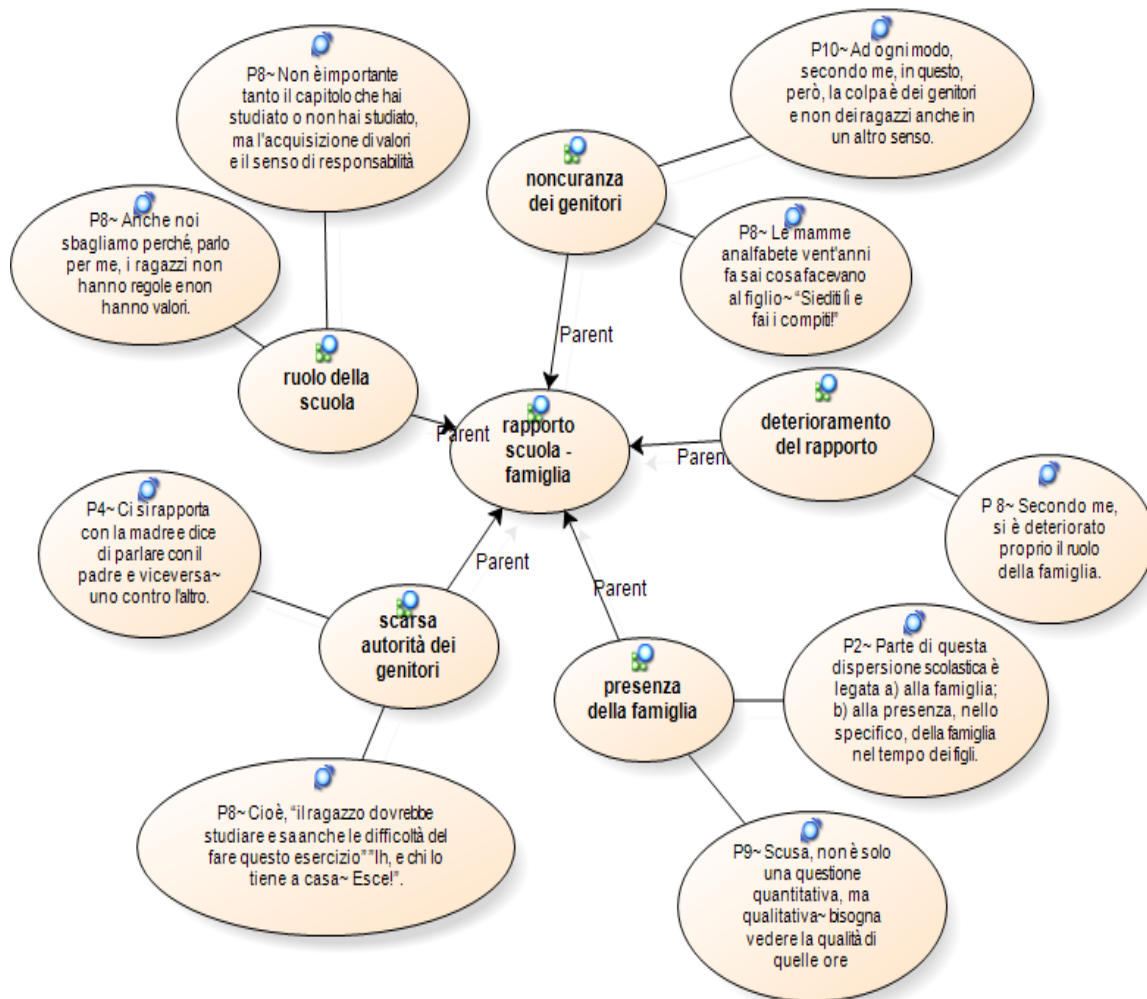 P8~ Non è importante
tanto il capitolo che hai
studiato o non hai studiato,
ma l'acquisizione di valori
e il senso di responsabilità
P10~ Ad ogni modo,
secondo me, in questo,
però, la colpa è dei genitori
e non dei ragazzi anche in
un altro senso.
noncuranza
dei genitori
P8~ Anche noi
sbagliamo perché, parlo
per me, i ragazzi non
hanno regole e non
hanno valori.
P8~ Le mamme
analfabete vent'anni
fa sai cosa facevano
al figlio~ “Siediti lì e
fai i compiti!”
Parent
ruolo della
scuola
Parent
rapporto
scuola -
famiglia
deterioramento
del rapporto
Parent
P4~ Ci si rapporta
con la madre e dice
di parlare con il
padre e viceversa~
uno contro l'altro.
P 8~ Secondo me,
si è deteriorato
proprio il ruolo
della famiglia.
Parent
Parent
scarsa
autorità dei
genitori
presenza
della famiglia
P2~ Parte di questa
dispersione scolastica è
legata a) alla famiglia;
b) alla presenza, nello
specifico, della famiglia
nel tempo dei figli.
P8~ Cioè, “il ragazzo dovrebbe
studiare e sa anche le difficoltà del
fare questo esercizio” “Ih, e chi lo
tiene a casa~ Esce!”.
P9~ Scusa, non è solo
una questione
quantitativa, ma
qualitativa~ bisogna
vedere la qualità di
quelle ore